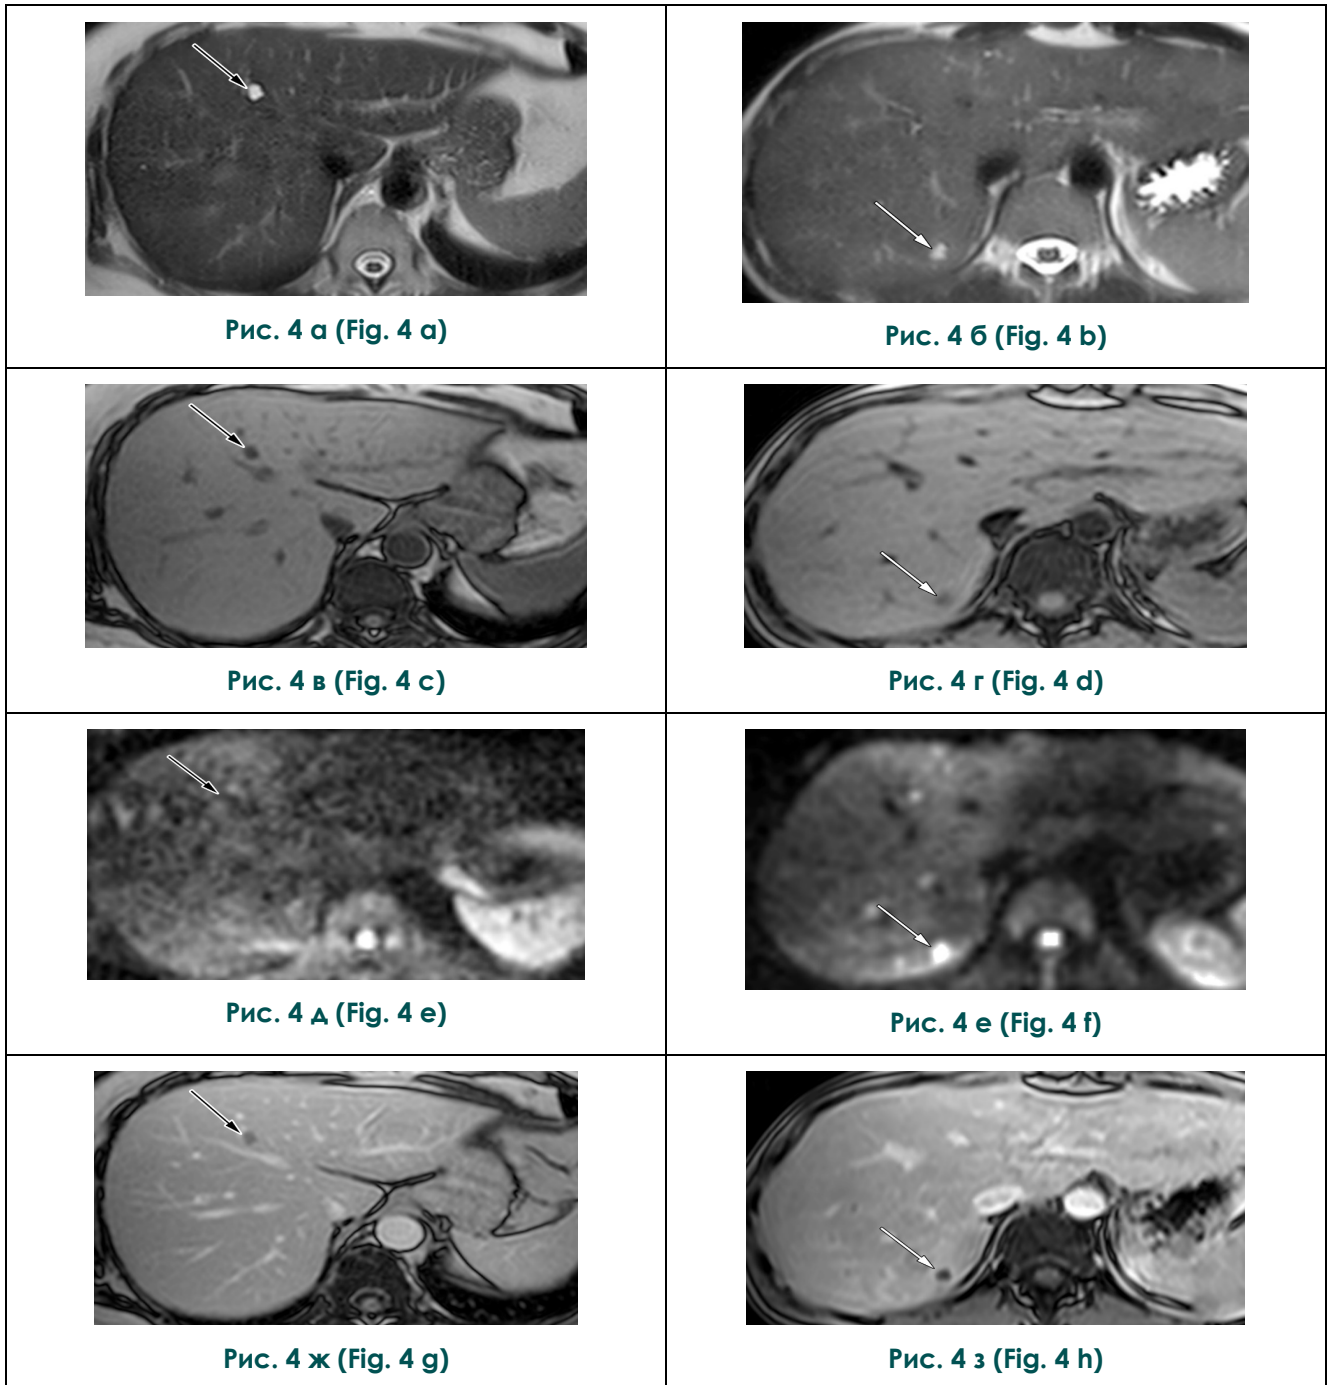 Рис. 4 а (Fig. 4 a)
Рис. 4 б (Fig. 4 b)
Рис. 4 в (Fig. 4 c)
Рис. 4 г (Fig. 4 d)
Рис. 4 д (Fig. 4 e)
Рис. 4 е (Fig. 4 f)
Рис. 4 ж (Fig. 4 g)
Рис. 4 з (Fig. 4 h)